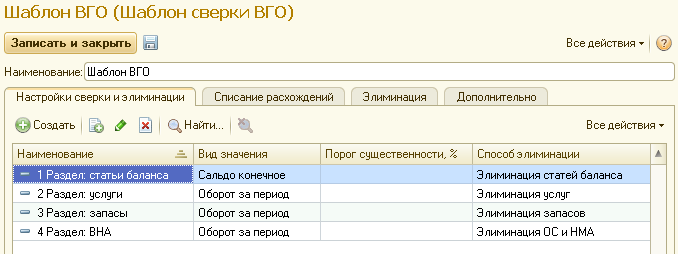 Шаблон ВГО (Шаблон сверки ВГО)
Записать и закрыть Все действия ?
Наименование: Шаблон ВГО
Настройки сверки и элиминации Списание расхождений Элиминация Дополнительно
Создать Найти... Все действия
Наименование Вид значения Порог существенности, % Способ элиминации
1 Раздел: статьи баланса Сальдо конечное Элиминация статей баланса
2 Раздел: услуги Оборот за период Элиминация услуг
3 Раздел: запасы Оборот за период Элиминация запасов
4 Раздел: ВНА Оборот за период Элиминация ОС и НМА